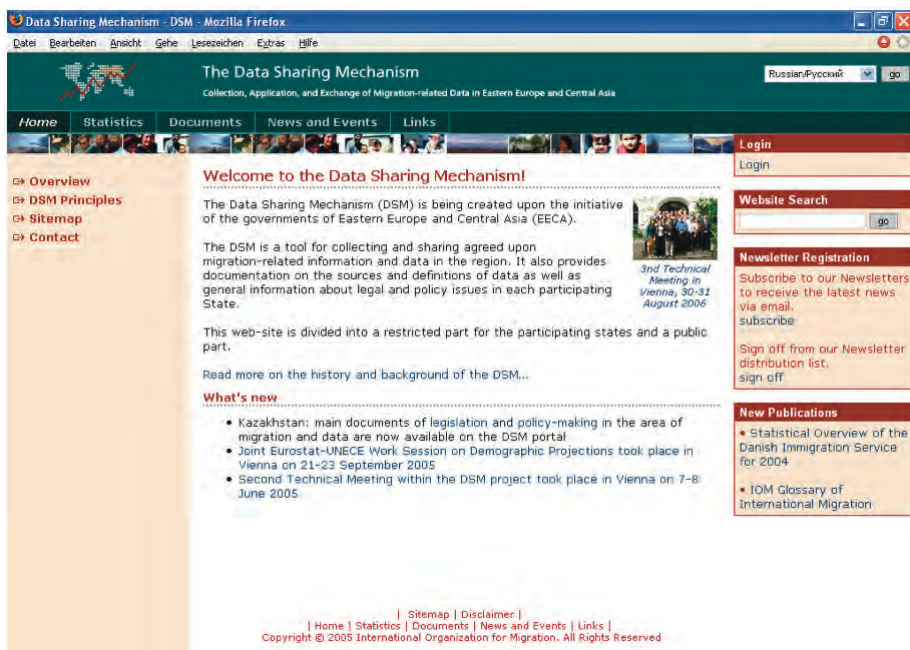 Data Sharing Mechanism - DSM - Mozilla Firefox
Datei Bearbeiten Ansicht Gehe Lesezeichen Extras Hilfe
The Data Sharing Mechanism
Collection, Application, and Exchange of Migration-related Data in Eastern Europe and Central Asia
Russian/Русский
go
Home Statistics Documents News and Events Links
Overview
DSM Principles
Sitemap
Contact
Welcome to the Data Sharing Mechanism!
The Data Sharing Mechanism (DSM) is being created upon the initiative
of the governments of Eastern Europe and Central Asia (EECA).
The DSM is a tool for collecting and sharing agreed upon
migration-related information and data in the region. It also provides
documentation on the sources and definitions of data as well as
general information about legal and policy issues in each participating
State.
3nd Technical
Meeting in
Vienna, 30-31
August 2006
This web-site is divided into a restricted part for the participating states and a public
part.
Read more on the history and background of the DSM...
What's new
• Kazakhstan: main documents of legislation and policy-making in the area of
migration and data are now available on the DSM portal
• Joint Eurostat-UNECE Work Session on Demographic Projections took place in
Vienna on 21-23 September 2005
• Second Technical Meeting within the DSM project took place in Vienna on 7-8
June 2005
Login
Login
Website Search
go
Newsletter Registration
Subscribe to our Newsletters
to receive the latest news
via email.
subscribe
Sign off from our Newsletter
distribution list.
sign off
New Publications
• Statistical Overview of the
Danish Immigration Service
for 2004
• IOM Glossary of
International Migration
| Sitemap | Disclaimer |
| Home | Statistics | Documents | News and Events | Links |
Copyright © 2005 International Organization for Migration. All Rights Reserved